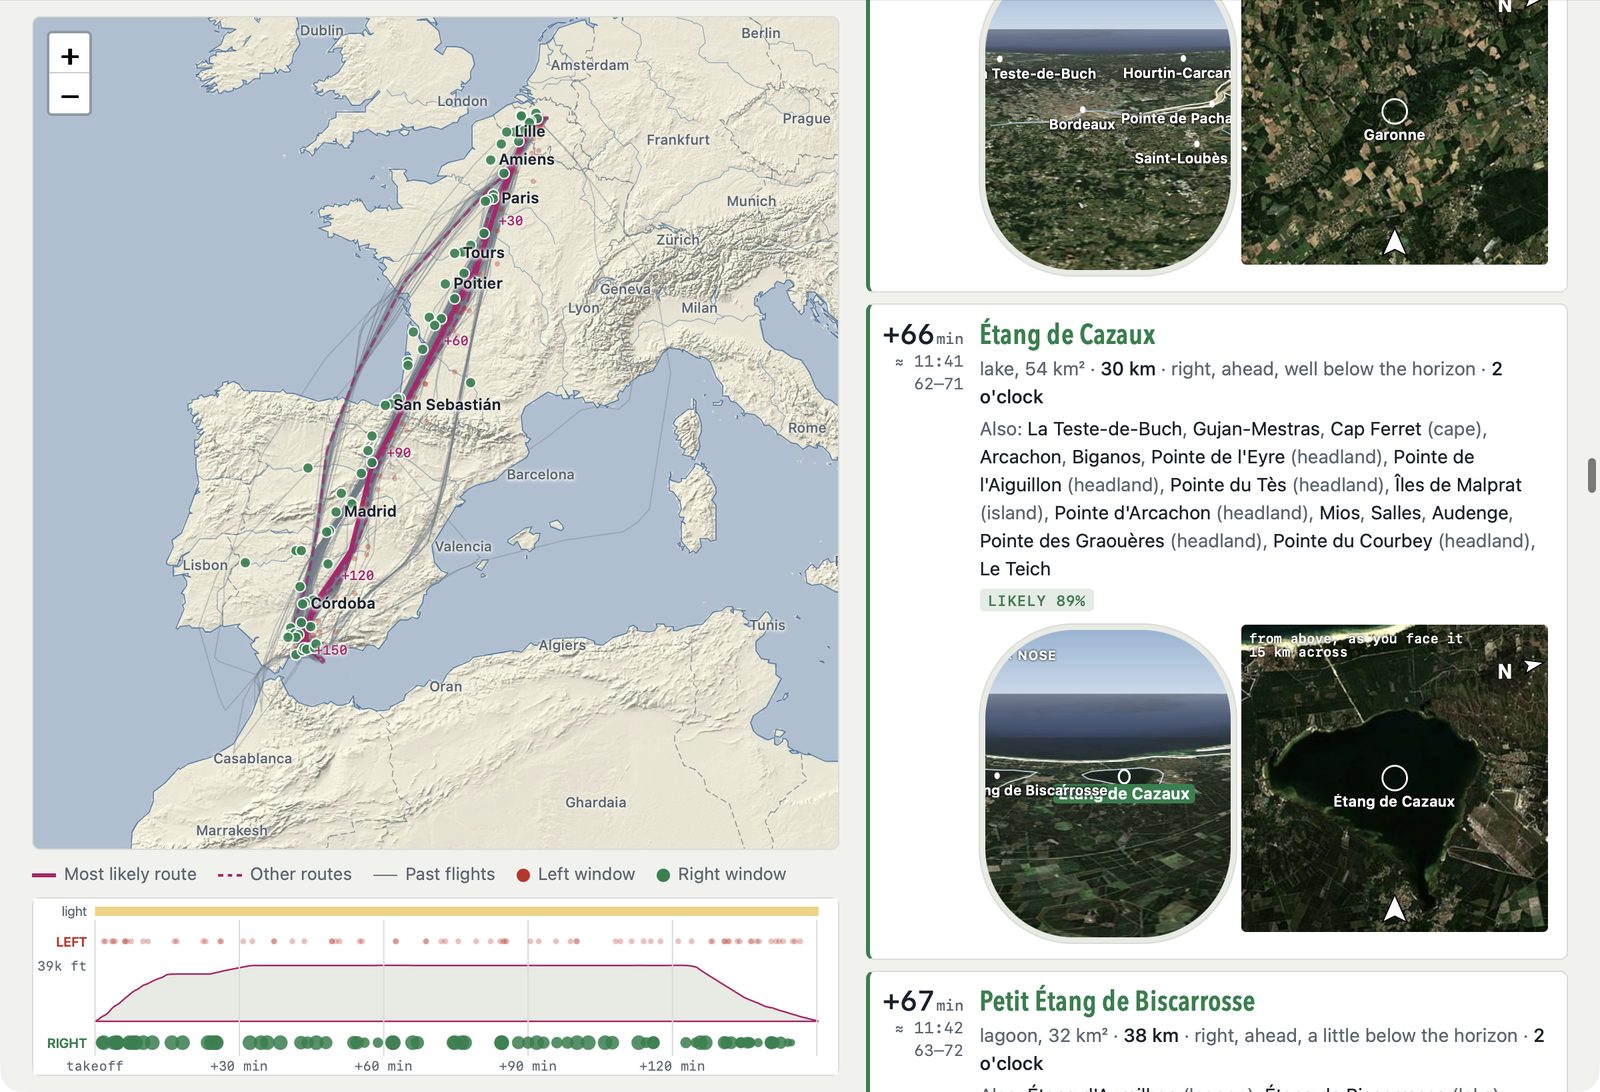 +
−
Dublin
Berlin
Amsterdam
London
Prague
Lille
Frankfurt
Amiens
Paris
Munich
+30
Zürich
Tours
Poitier
Geneva
Lyon
Milan
+60
San Sebastián
Rome
+90
Barcelona
Madrid
Valencia
Lisbon
+120
Córdoba
Tunis
+150
Algiers
Oran
Casablanca
Ghardaia
Marrakesh
Most likely route
Other routes
Past flights
Left window
Right window
light
LEFT
39k ft
RIGHT
takeoff
+30 min
+60 min
+90 min
+120 min
N
Teste-de-Buch
Hourtin-Carcan
Bordeaux
Pointe de Pacha
Saint-Loubès
Garonne
+66 min
≈ 11:41
62–71
Étang de Cazaux
lake, 54 km² · 30 km · right, ahead, well below the horizon · 2
o'clock
Also: La Teste-de-Buch, Gujan-Mestras, Cap Ferret (cape),
Arcachon, Biganos, Pointe de l'Eyre (headland), Pointe de
l'Aiguillon (headland), Pointe du Tès (headland), Îles de Malprat
(island), Pointe d'Arcachon (headland), Mios, Salles, Audenge,
Pointe des Graouères (headland), Pointe du Courbey (headland),
Le Teich
LIKELY 89%
NOSE
ng de Biscarrosse
Étang de Cazaux
from above, as you face it
15 km across
N
Étang de Cazaux
+67 min
≈ 11:42
63–72
Petit Étang de Biscarrosse
lagoon, 32 km² · 38 km · right, ahead, a little below the horizon · 2
o'clock